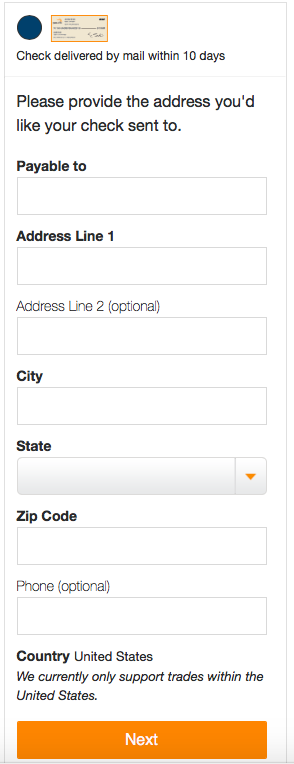 Check delivered by mail within 10 days
Please provide the address you'd
like your check sent to.
Payable to
Address Line 1
Address Line 2 (optional)
City
State
Zip Code
Phone (optional)
Country United States
We currently only support trades within the
United States.
Next